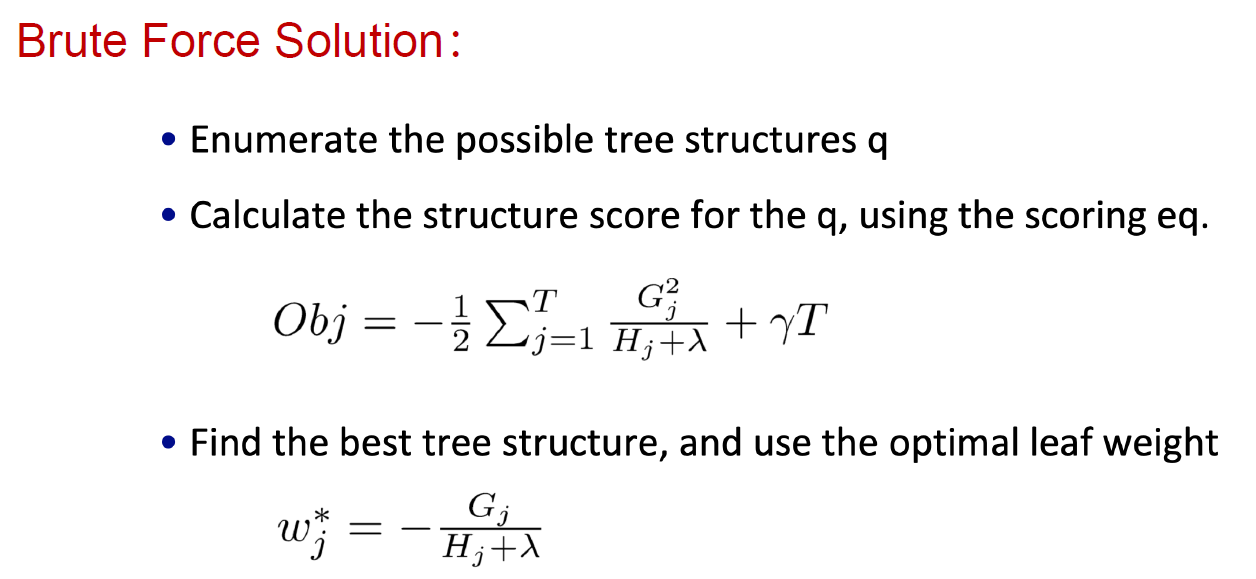 Brute Force Solution:
• Enumerate the possible tree structures q
• Calculate the structure score for the q, using the scoring eq.
$Obj = -\frac{1}{2} \sum_{j=1}^{T} \frac{G_j^2}{H_j+\lambda} + \gamma T$
• Find the best tree structure, and use the optimal leaf weight
$w_j^* = -\frac{G_j}{H_j+\lambda}$